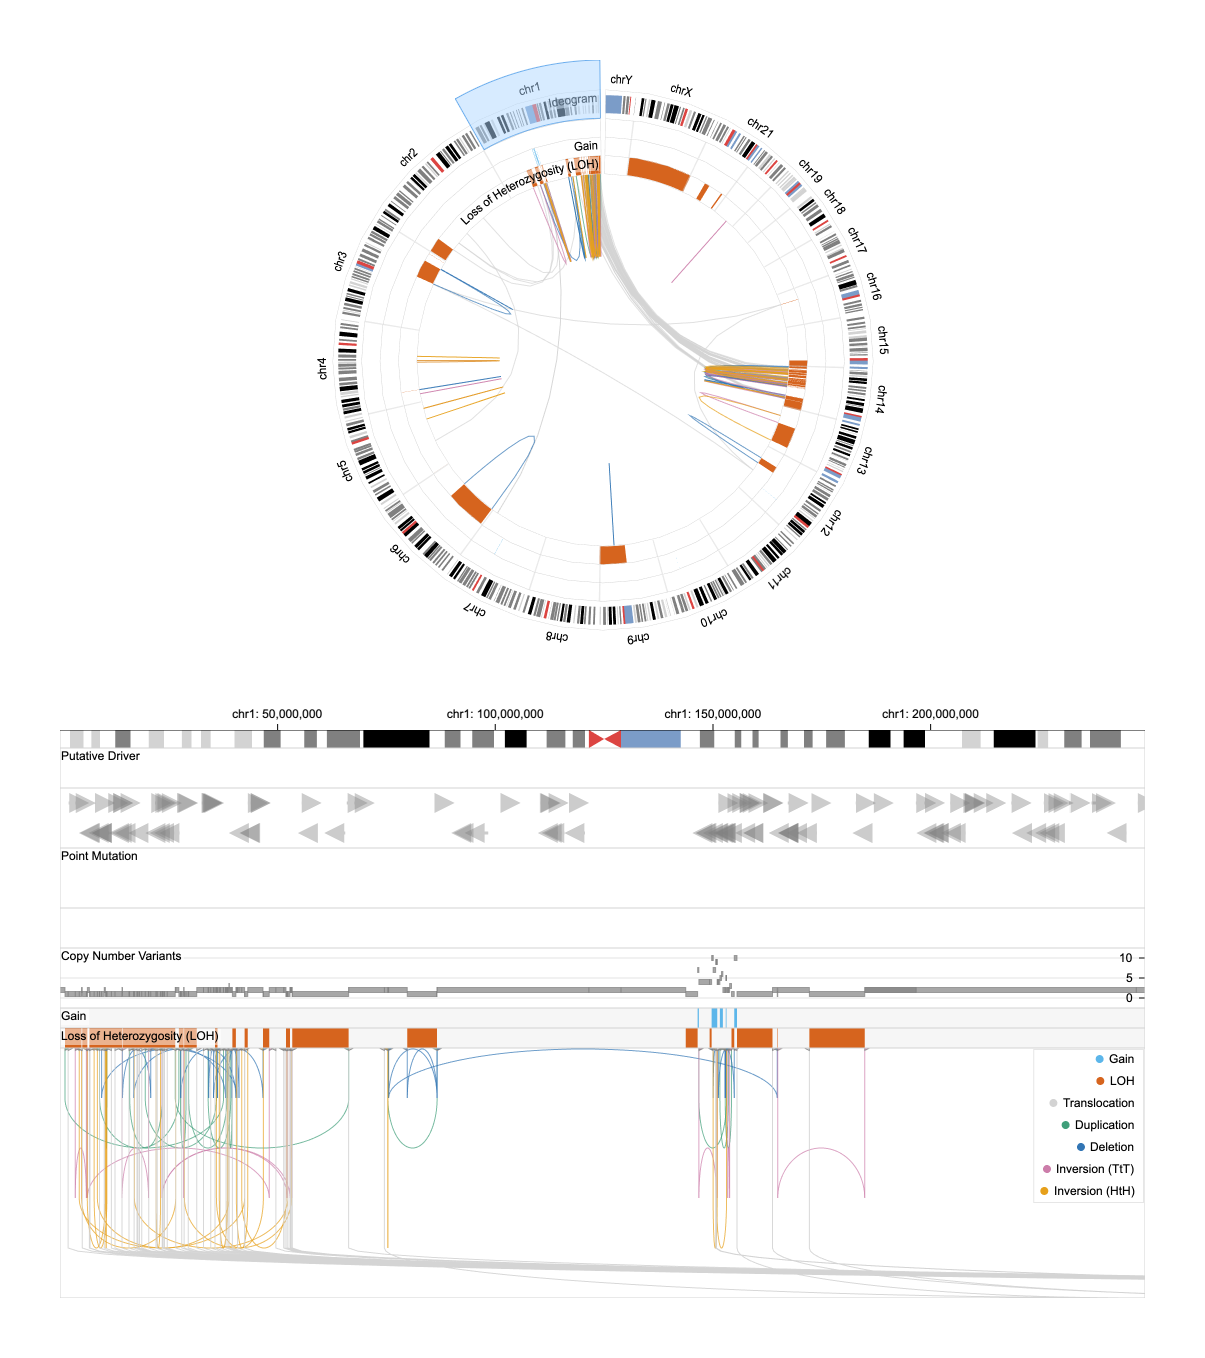 chrY
chrX
chr21
chr19
chr18
chr17
chr16
chr15
chr14
chr13
chr12
chr11
chr10
chr9
chr8
chr7
chr6
chr5
chr4
chr3
chr2
chr1
Ideogram
Gain
Loss of Heterozygosity (LOH)
chr1: 50,000,000 chr1: 100,000,000 chr1: 150,000,000 chr1: 200,000,000
Putative Driver
Point Mutation
Copy Number Variants
10
5
0
Gain
Loss of Heterozygosity (LOH)
Gain
LOH
Translocation
Duplication
Deletion
Inversion (TtT)
Inversion (HtH)